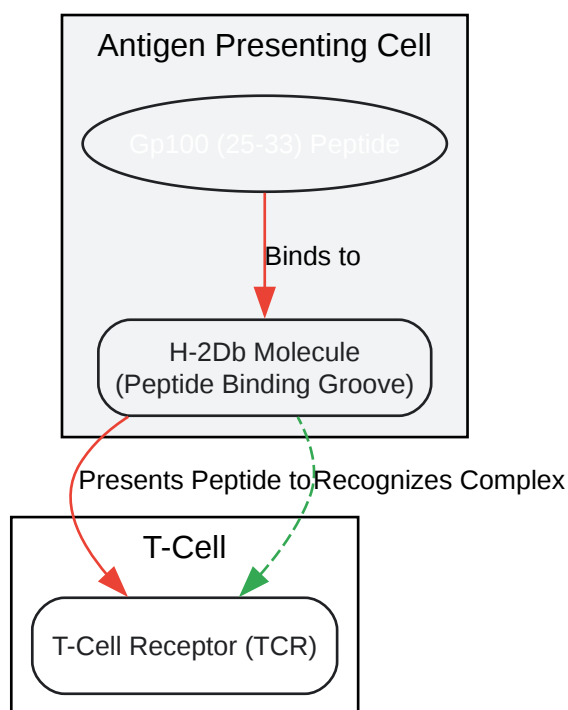 Antigen Presenting Cell
Gp100 (25-33) Peptide
Binds to
H-2Db Molecule
(Peptide Binding Groove)
Presents Peptide to
Recognizes Complex
T-Cell
T-Cell Receptor (TCR)